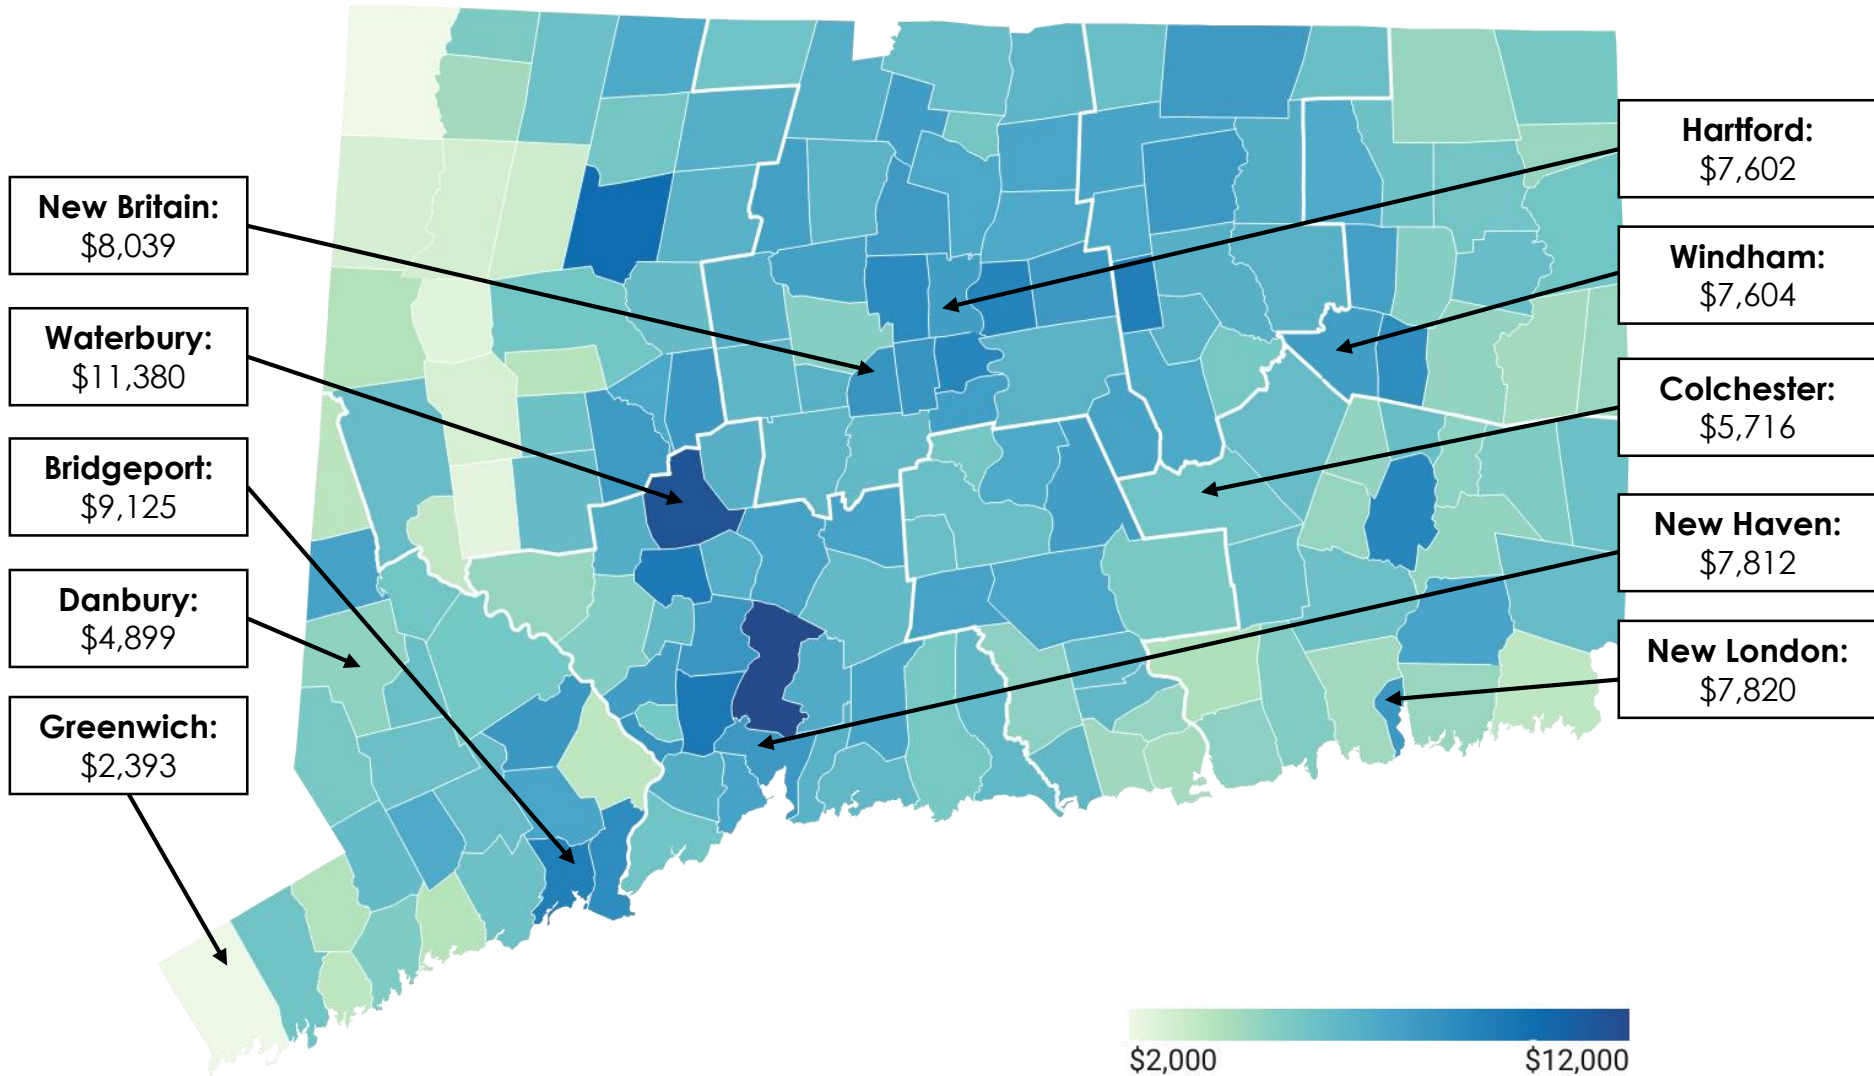 New Britain:
$8,039
Waterbury:
$11,380
Bridgeport:
$9,125
Danbury:
$4,899
Greenwich:
$2,393
Hartford:
$7,602
Windham:
$7,604
Colchester:
$5,716
New Haven:
$7,812
New London:
$7,820
$2,000 $12,000